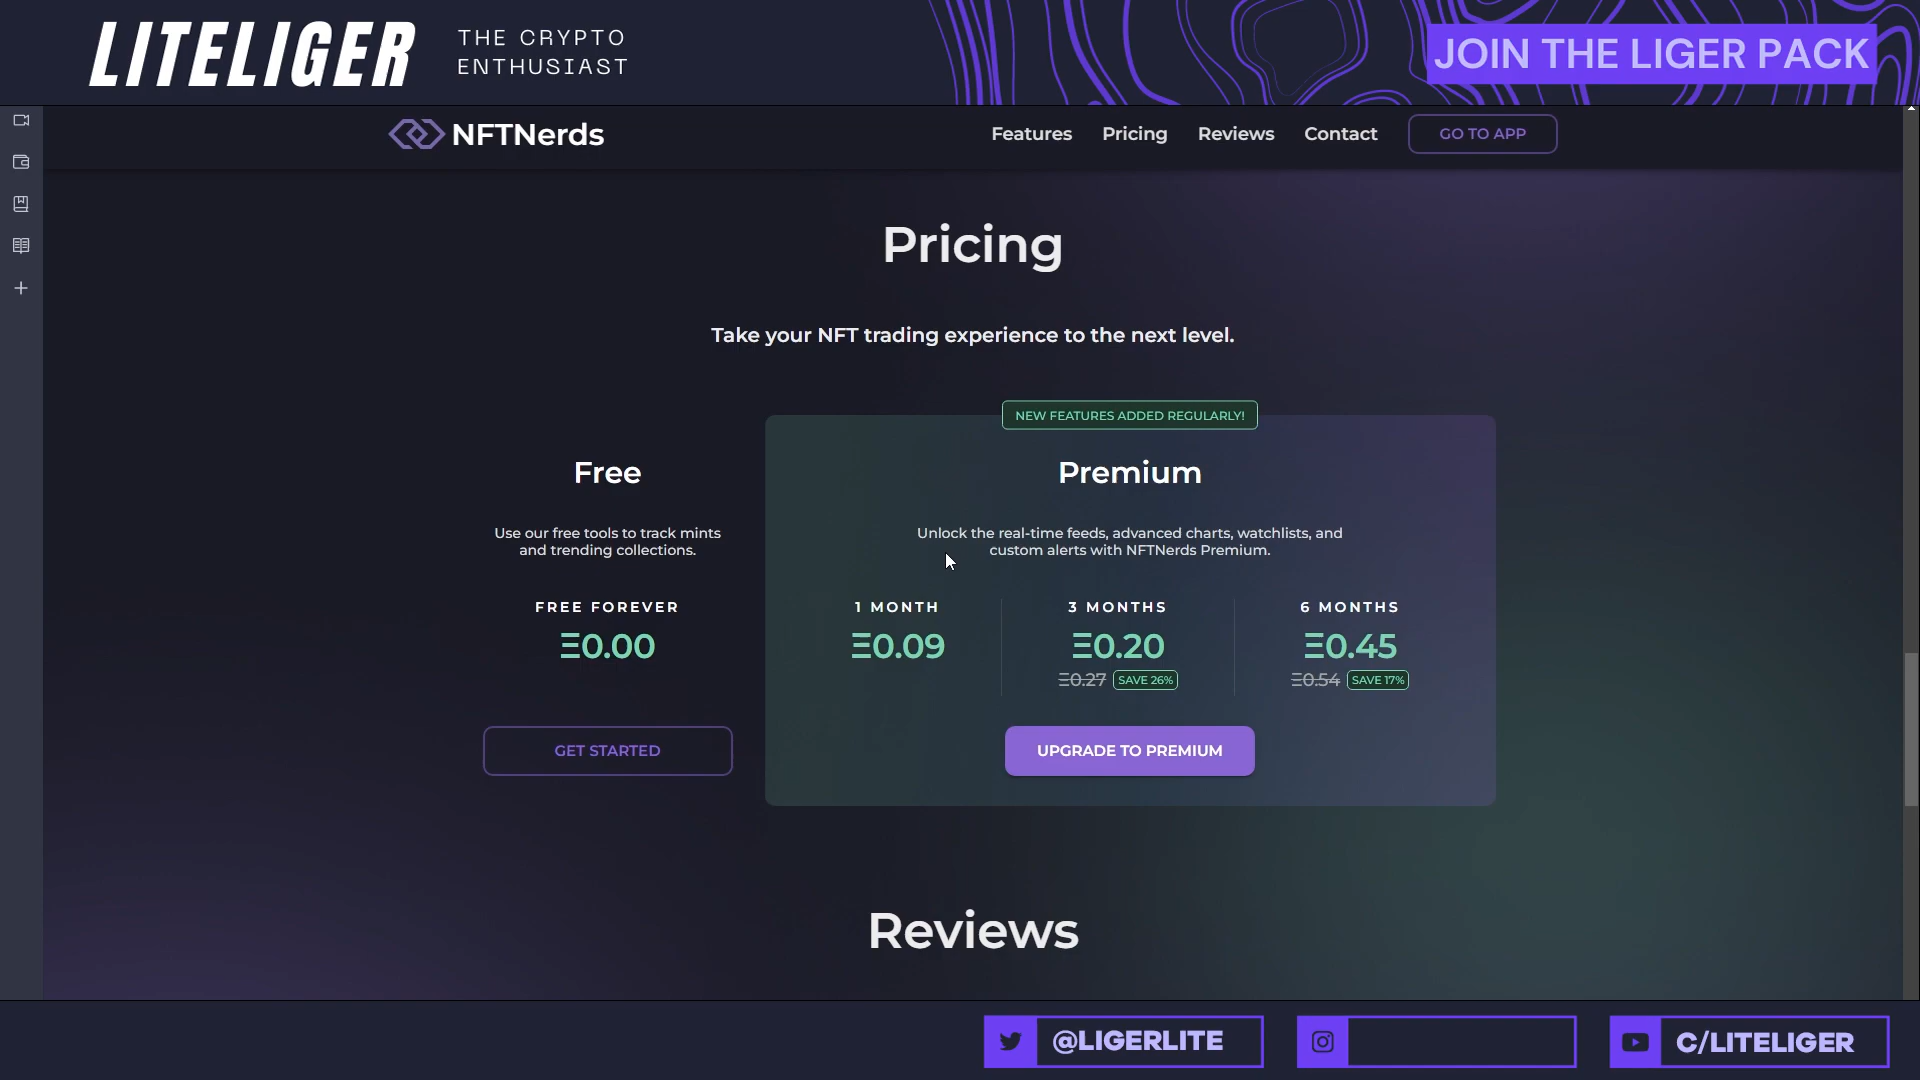 LITELIGER
THE CRYPTO
ENTHUSIAST
JOIN THE LIGER PACK
NFTNerds
Features
Pricing
Reviews
Contact
GO TO APP
Pricing
Take your NFT trading experience to the next level.
NEW FEATURES ADDED REGULARLY!
Free
Use our free tools to track mints
and trending collections.
FREE FOREVER
Ξ0.00
GET STARTED
Premium
Unlock the real-time feeds, advanced charts, watchlists, and
custom alerts with NFTNerds Premium.
1 MONTH
Ξ0.09
3 MONTHS
Ξ0.20
Ξ0.27 SAVE 26%
6 MONTHS
Ξ0.45
Ξ0.54 SAVE 17%
UPGRADE TO PREMIUM
Reviews
@LIGERLITE
C/LITELIGER